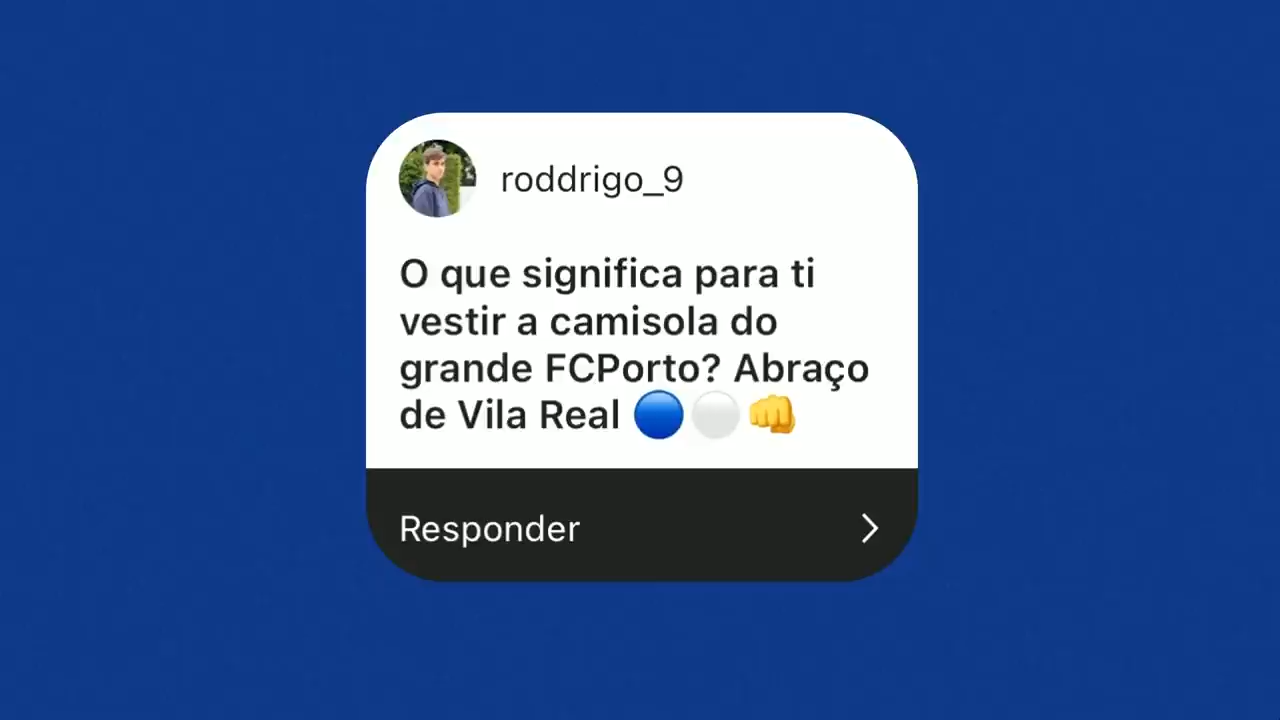 roddrigo_9
O que significa para ti
vestir a camisola do
grande FCPorto? Abraço
de Vila Real 🔵⚪👊
Responder